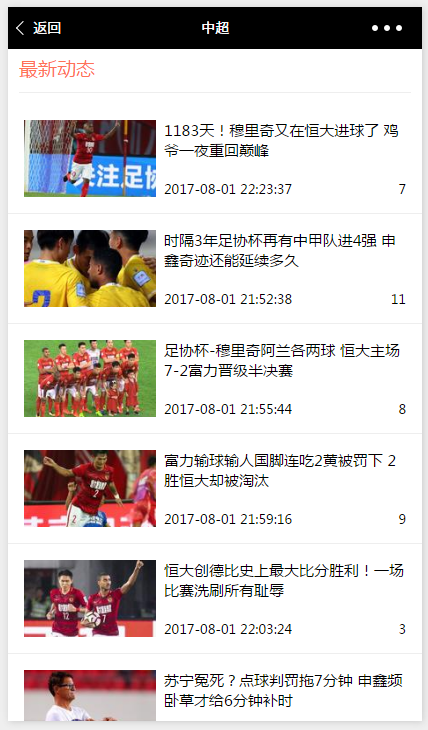 返回
中超
最新动态
1183天！穆里奇又在恒大进球了 鸡
爷一夜重回巅峰
2017-08-01 22:23:37
7
时隔3年足协杯再有中甲队进4强 申
鑫奇迹还能延续多久
2017-08-01 21:52:38
11
足协杯-穆里奇阿兰各两球 恒大主场
7-2富力晋级半决赛
2017-08-01 21:55:44
8
富力输球输人国脚连吃2黄被罚下 2
胜恒大却被淘汰
2017-08-01 21:59:16
9
恒大创德比史上最大比分胜利！一场
比赛洗刷所有耻辱
2017-08-01 22:03:24
3
苏宁冤死？点球判罚拖7分钟 申鑫频
卧草才给6分钟补时